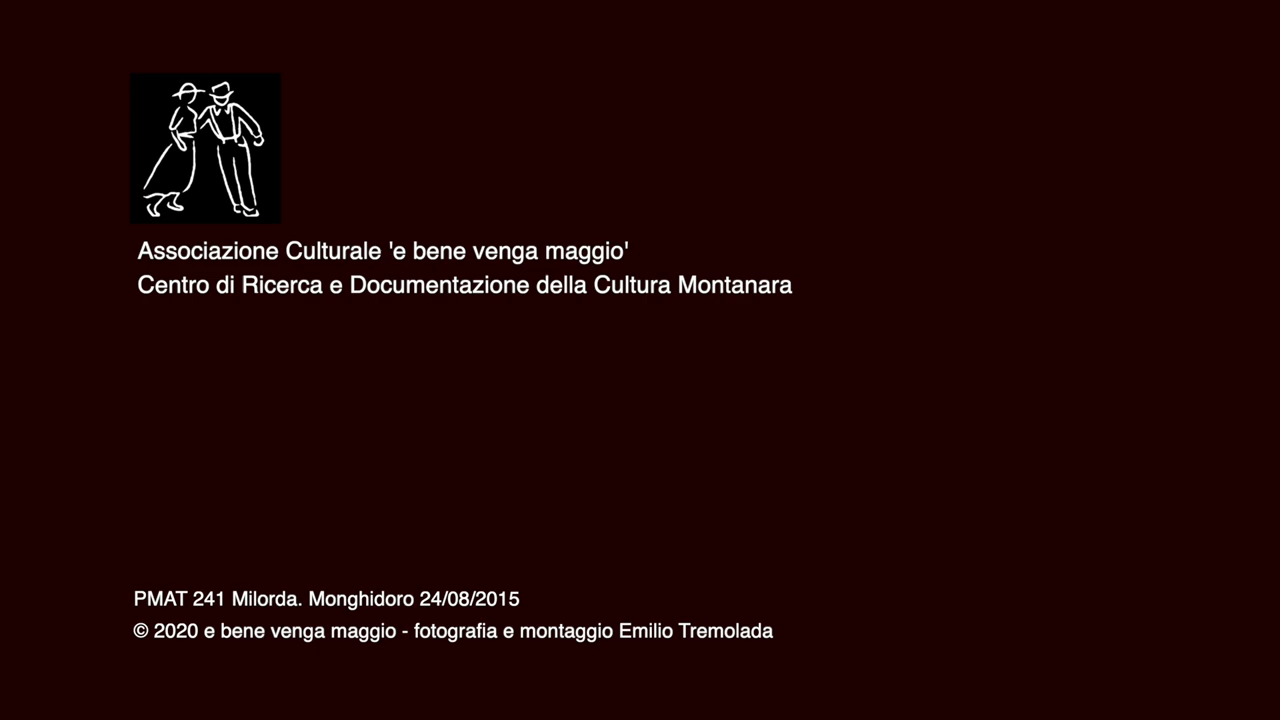 Associazione Culturale 'e bene venga maggio'
Centro di Ricerca e Documentazione della Cultura Montanara
PMAT 241 Milorda. Monghidoro 24/08/2015
© 2020 e bene venga maggio - fotografia e montaggio Emilio Tremolada